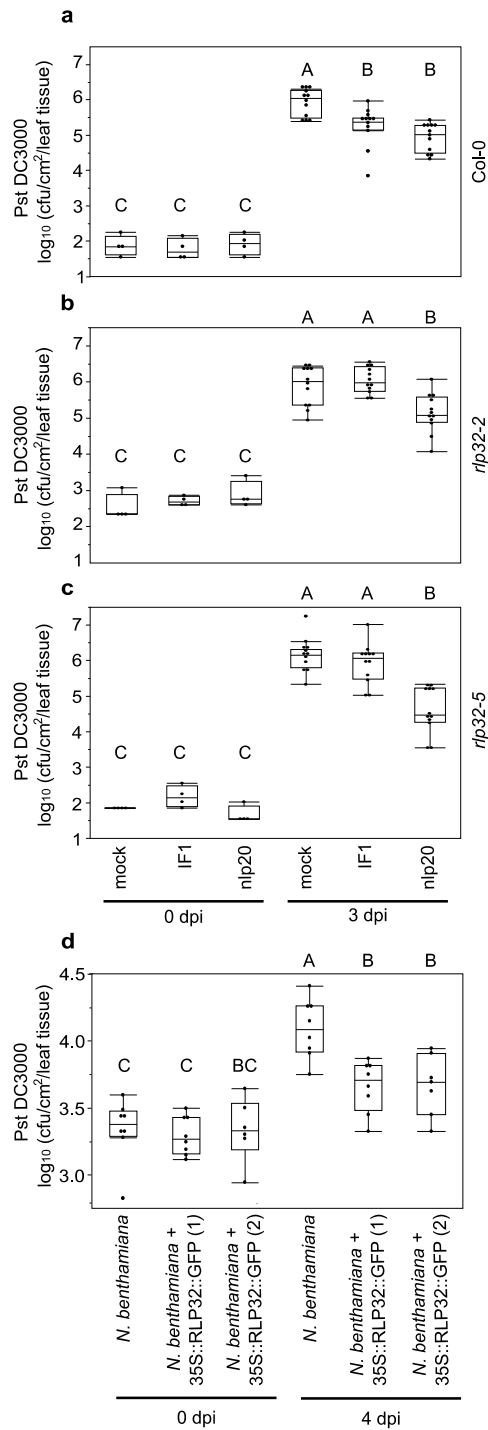 a
A B B
C C C
7
6
5
4
3
2
1
Pst DC3000
log10 (cfu/cm2/leaf tissue)
Col-0
b
A A B
C C C
7
6
5
4
3
2
1
Pst DC3000
log10 (cfu/cm2/leaf tissue)
rlp32-2
c
A A B
C C C
7
6
5
4
3
2
1
Pst DC3000
log10 (cfu/cm2/leaf tissue)
rlp32-5
mock IF1 nlp20 mock IF1 nlp20
0 dpi 3 dpi
d
A B B
C C BC
4.5
4.0
3.5
3.0
Pst DC3000
log10 (cfu/cm2/leaf tissue)
N. benthamiana
N. benthamiana +
35S::RLP32::GFP (1)
N. benthamiana +
35S::RLP32::GFP (2)
N. benthamiana
N. benthamiana +
35S::RLP32::GFP (1)
N. benthamiana +
35S::RLP32::GFP (2)
0 dpi 4 dpi